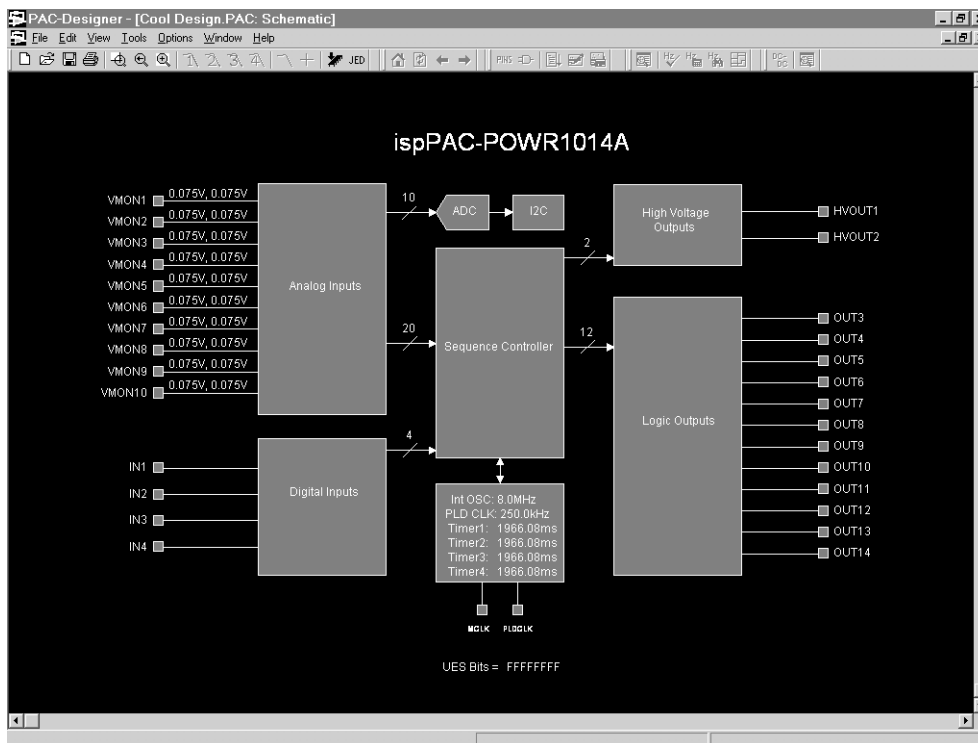 PAC-Designer - [Cool Design.PAC: Schematic]
File Edit View Tools Options Window Help
JED PINS Hz Hz Hz DC-DC
ispPAC-POWR1014A
VMON1 0.075V, 0.075V
VMON2 0.075V, 0.075V
VMON3 0.075V, 0.075V
VMON4 0.075V, 0.075V
VMON5 0.075V, 0.075V
VMON6 0.075V, 0.075V
VMON7 0.075V, 0.075V
VMON8 0.075V, 0.075V
VMON9 0.075V, 0.075V
VMON10 0.075V, 0.075V
Analog Inputs
10
ADC
I2C
20
Sequence Controller
2
High Voltage
Outputs
HVOUT1
HVOUT2
12
Logic Outputs
OUT3
OUT4
OUT5
OUT6
OUT7
OUT8
OUT9
OUT10
OUT11
OUT12
OUT13
OUT14
IN1
IN2
IN3
IN4
Digital Inputs
4
Int OSC: 8.0MHz
PLD CLK: 250.0kHz
Timer1: 1966.08ms
Timer2: 1966.08ms
Timer3: 1966.08ms
Timer4: 1966.08ms
MCLK PLDCLK
UES Bits = FFFFFFFF